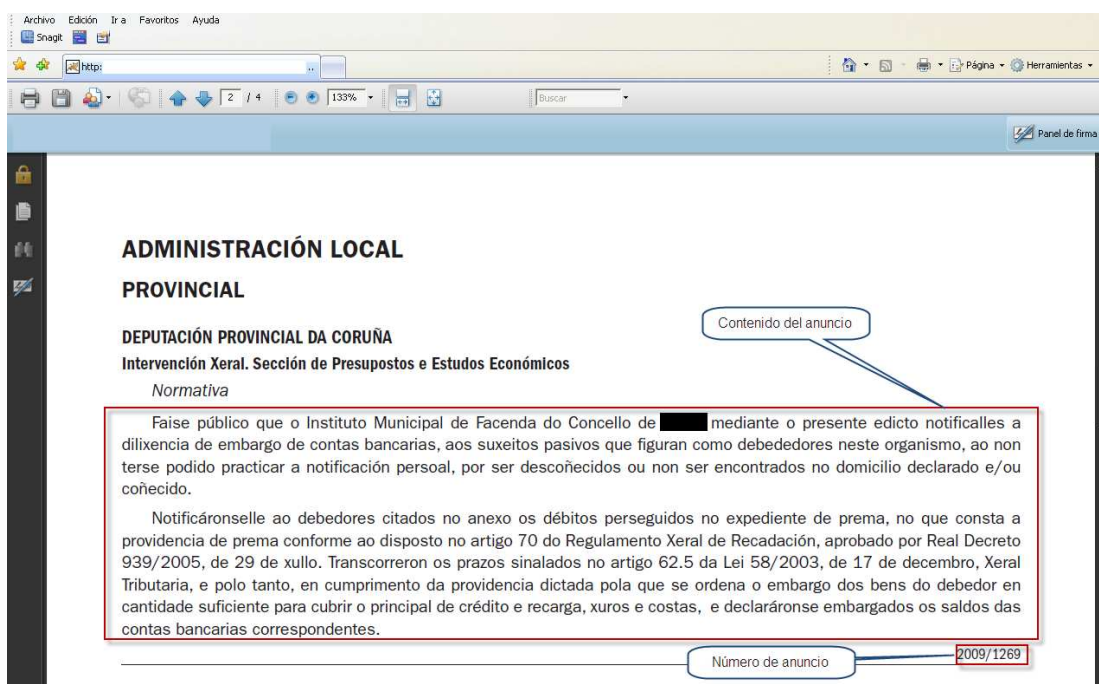 Archivo Edición Ir a Favoritos Ayuda
Snagit
http: ..
Página Herramientas
2 / 4 133% Buscar
Panel de firma
ADMINISTRACIÓN LOCAL
PROVINCIAL
Contenido del anuncio
DEPUTACIÓN PROVINCIAL DA CORUÑA
Intervención Xeral. Sección de Presupostos e Estudos Económicos
Normativa
Faise público que o Instituto Municipal de Facenda do Concello de mediante o presente edicto notificalles a
dilixencia de embargo de contas bancarias, aos suxeitos pasivos que figuran como debededores neste organismo, ao non
terse podido practicar a notificación persoal, por ser descoñecidos ou non ser encontrados no domicilio declarado e/ou
coñecido.
Notificáronselle ao debedores citados no anexo os débitos perseguidos no expediente de prema, no que consta a
providencia de prema conforme ao disposto no artigo 70 do Regulamento Xeral de Recadación, aprobado por Real Decreto
939/2005, de 29 de xullo. Transcorreron os prazos sinalados no artigo 62.5 da Lei 58/2003, de 17 de decembro, Xeral
Tributaria, e polo tanto, en cumprimento da providencia dictada pola que se ordena o embargo dos bens do debedor en
cantidade suficiente para cubrir o principal de crédito e recarga, xuros e costas, e declaráronse embargados os saldos das
contas bancarias correspondentes.
2009/1269
Número de anuncio